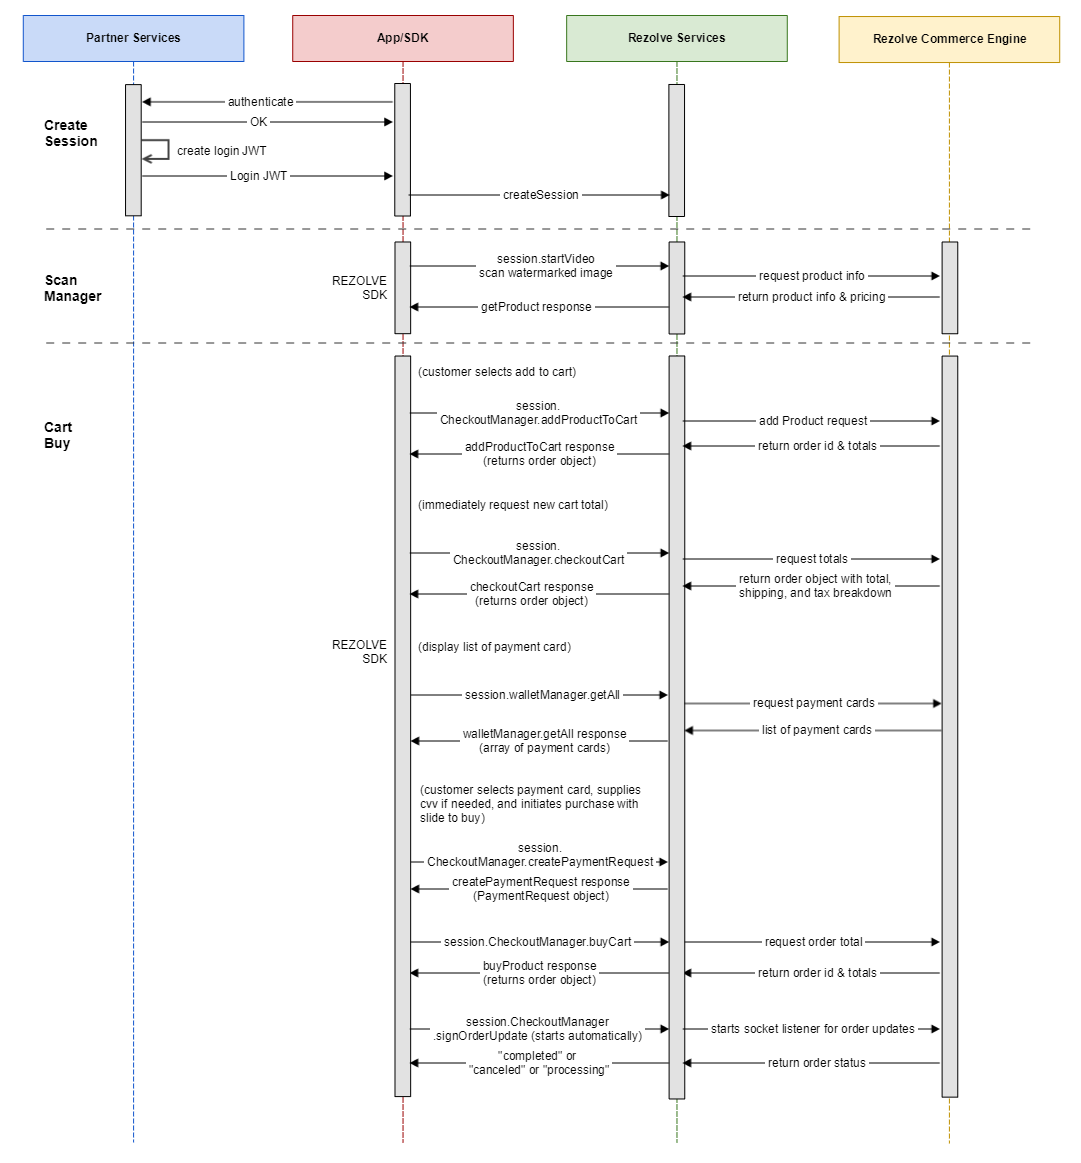 Partner Services
App/SDK
Rezolve Services
Rezolve Commerce Engine
Create
Session
authenticate
OK
create login JWT
Login JWT
createSession
Scan
Manager
REZOLVE
SDK
session.startVideo
scan watermarked image
request product info
return product info & pricing
getProduct response
Cart
Buy
(customer selects add to cart)
session.
CheckoutManager.addProductToCart
add Product request
return order id & totals
addProductToCart response
(returns order object)
(immediately request new cart total)
session.
CheckoutManager.checkoutCart
request totals
return order object with total,
shipping, and tax breakdown
checkoutCart response
(returns order object)
REZOLVE
SDK
(display list of payment card)
session.walletManager.getAll
request payment cards
list of payment cards
walletManager.getAll response
(array of payment cards)
(customer selects payment card, supplies
cvv if needed, and initiates purchase with
slide to buy)
session.
CheckoutManager.createPaymentRequest
createPaymentRequest response
(PaymentRequest object)
session.CheckoutManager.buyCart
request order total
buyProduct response
(returns order object)
return order id & totals
session.CheckoutManager
.signOrderUpdate (starts automatically)
starts socket listener for order updates
"completed" or
"canceled" or "processing"
return order status